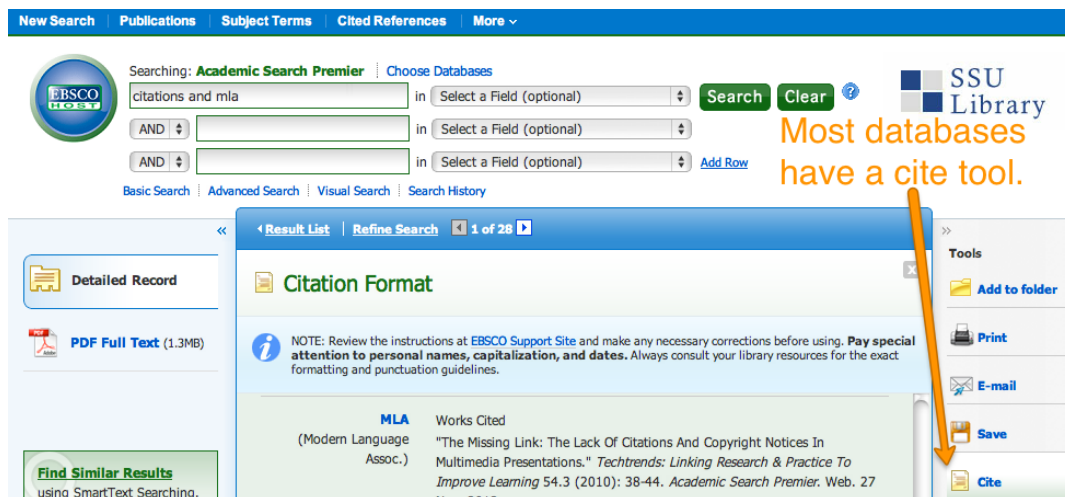 New Search Publications Subject Terms Cited References More
Searching: Academic Search Premier Choose Databases
EBSCO
HOST
citations and mla in Select a Field (optional) Search Clear ?
AND in Select a Field (optional)
AND in Select a Field (optional) Add Row
Basic Search Advanced Search Visual Search Search History
SSU
Library
Most databases
have a cite tool.
« Result List Refine Search 1 of 28 »
Detailed Record
PDF Full Text (1.3MB)
Find Similar Results
using SmartText Searching.
Citation Format
NOTE: Review the instructions at EBSCO Support Site and make any necessary corrections before using. Pay special
attention to personal names, capitalization, and dates. Always consult your library resources for the exact
formatting and punctuation guidelines.
MLA Works Cited
(Modern Language "The Missing Link: The Lack Of Citations And Copyright Notices In
Assoc.) Multimedia Presentations." Techtrends: Linking Research & Practice To
Improve Learning 54.3 (2010): 38-44. Academic Search Premier. Web. 27
Tools
Add to folder
Print
E-mail
Save
Cite